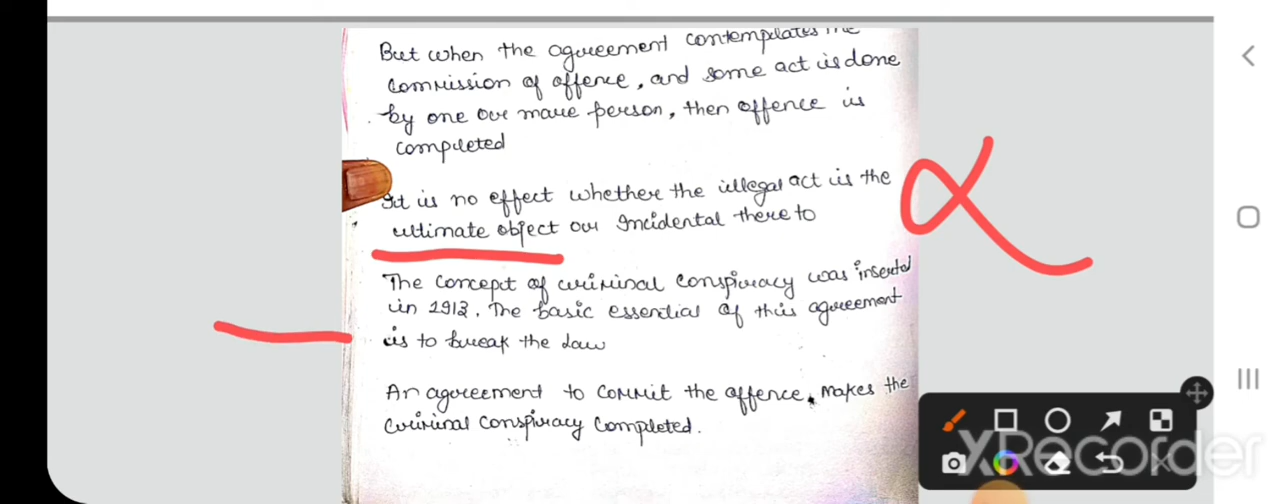 But when the agreement contemplates the
commission of offence, and some act is done
by one our more person, then offence is
completed
It is no effect whether the illegal act is the
ultimate object our incidental there to
The concept of criminal conspiracy was inserted
in 1913. The basic essential of this agreement
is to break the law
An agreement to commit the offence, makes the
criminal conspiracy completed.
XRecorder